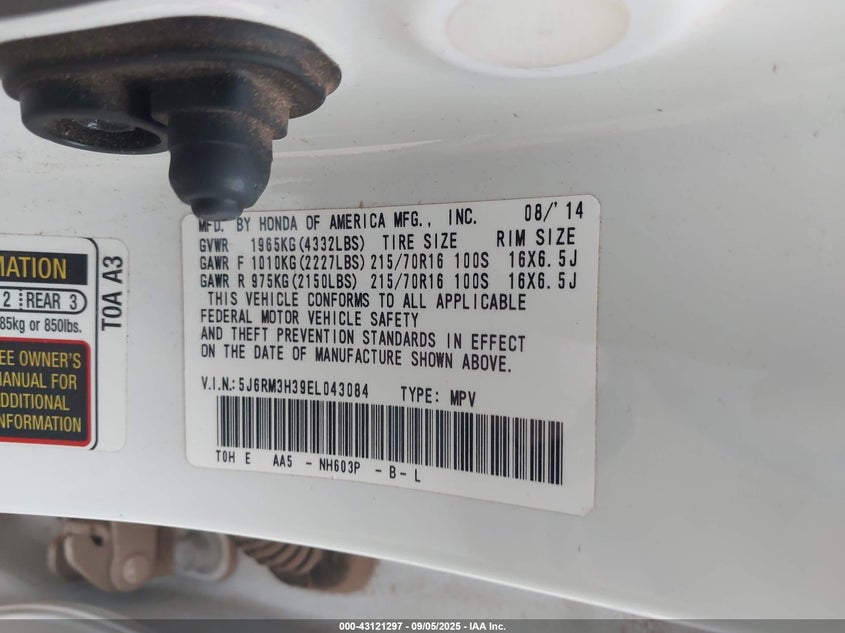 MFD. BY HONDA OF AMERICA MFG., INC. 08/'14
GVWR 1965KG(4332LBS) TIRE SIZE RIM SIZE
GAWR F 1010KG(2227LBS) 215/70R16 100S 16X6.5J
GAWR R 975KG(2150LBS) 215/70R16 100S 16X6.5J
THIS VEHICLE CONFORMS TO ALL APPLICABLE
FEDERAL MOTOR VEHICLE SAFETY
AND THEFT PREVENTION STANDARDS IN EFFECT
ON THE DATE OF MANUFACTURE SHOWN ABOVE.
V.I.N.:5J6RM3H39EL043084 TYPE: MPV
T0H E AA5 -NH603P -B-L
MATION
2 REAR 3
85kg or 850lbs.
EE OWNER'S
MANUAL FOR
ADDITIONAL
INFORMATION
T0A A3
000-43121297 - 09/05/2025 - IAA Inc.